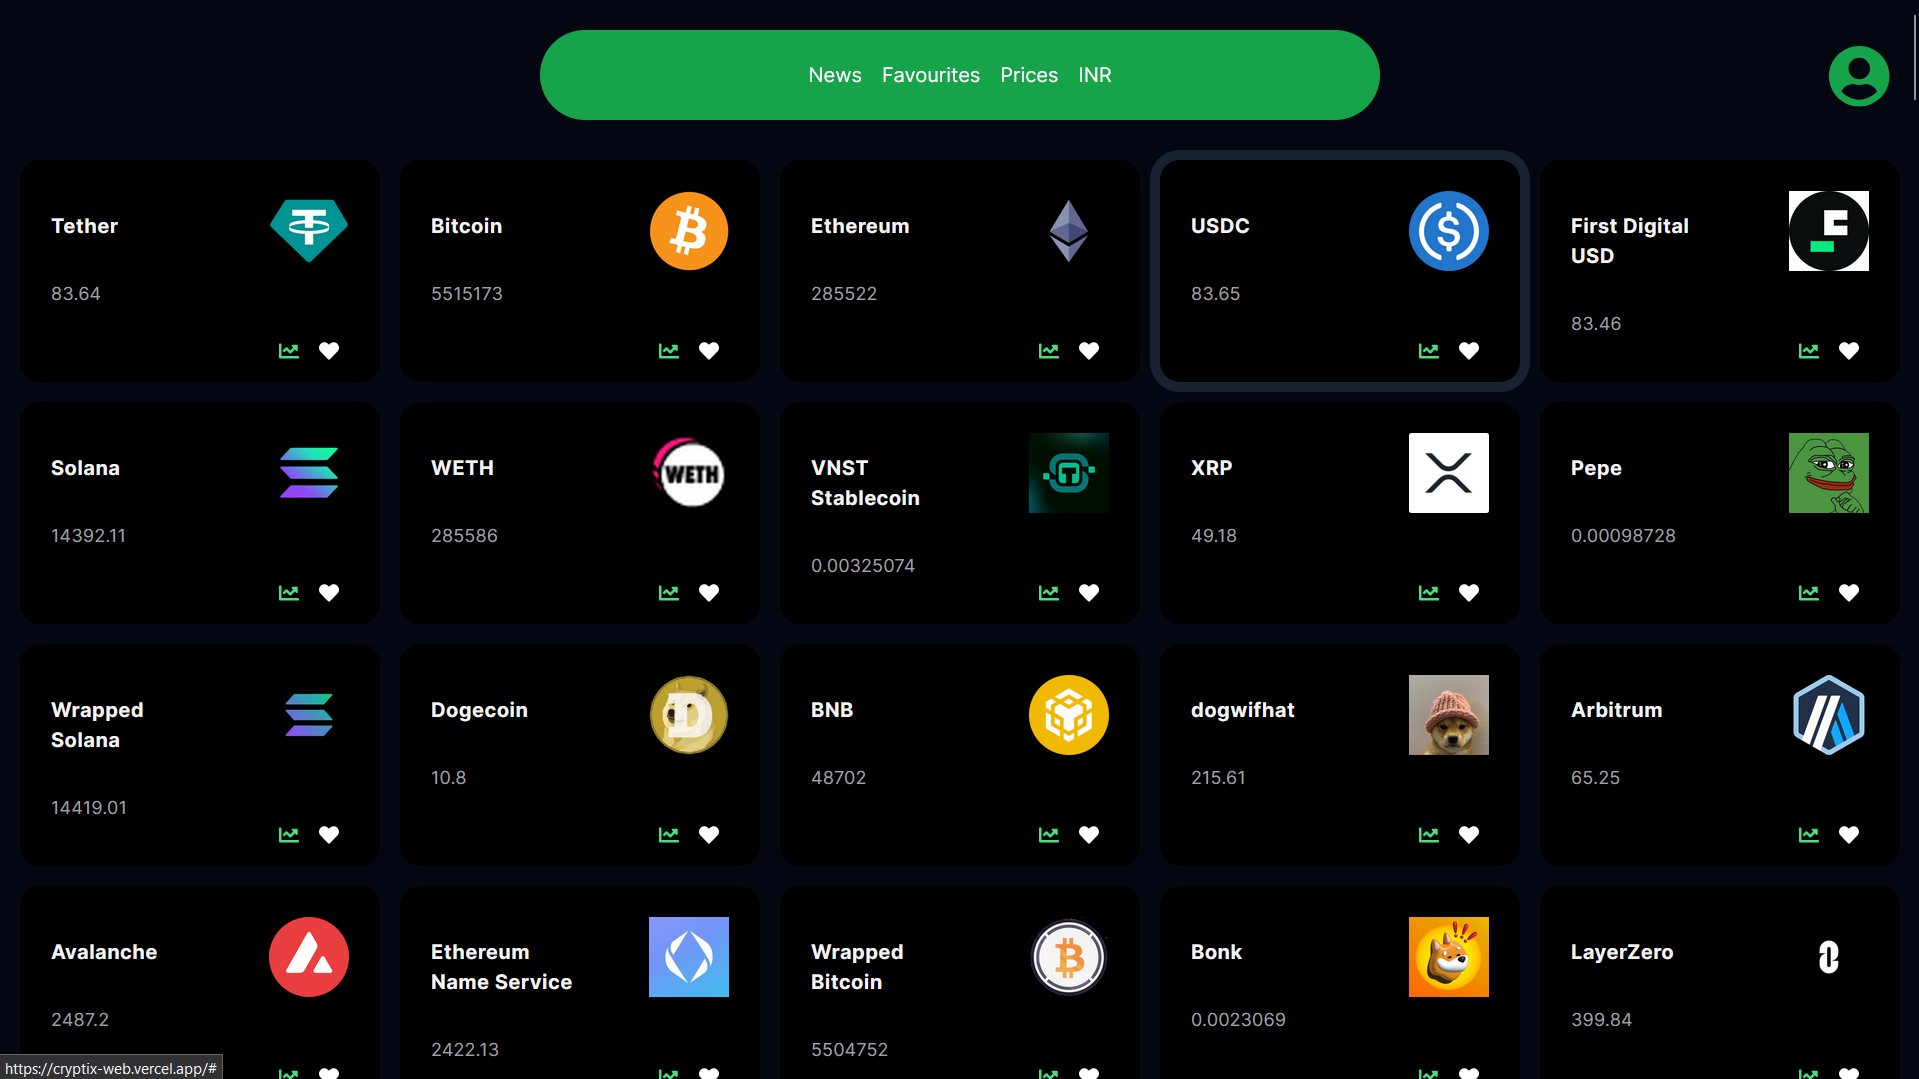 News Favourites Prices INR
Tether
83.64
Bitcoin
5515173
Ethereum
285522
USDC
83.65
First Digital
USD
83.46
Solana
14392.11
WETH
WETH
285586
VNST
Stablecoin
0.00325074
XRP
49.18
Pepe
0.00098728
Wrapped
Solana
14419.01
Dogecoin
D
10.8
BNB
48702
dogwifhat
215.61
Arbitrum
65.25
Avalanche
2487.2
Ethereum
Name Service
2422.13
Wrapped
Bitcoin
5504752
Bonk
0.0023069
LayerZero
399.84
https://cryptix-web.vercel.app/#